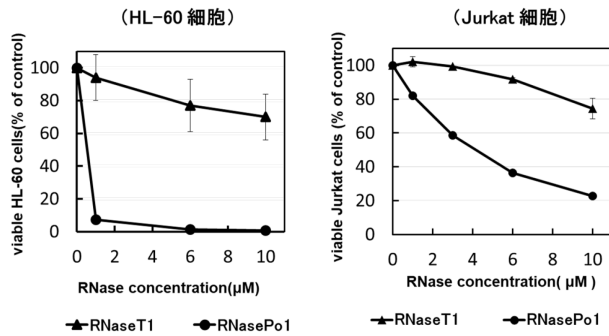 （HL-60 細胞）
viable HL-60 cells(% of control)
100
80
60
40
20
0
0 2 4 6 8 10
RNase concentration(μM)
RNaseT1 RNasePo1
（Jurkat 細胞）
viable Jurkat cells (% of control)
100
80
60
40
20
0
0 2 4 6 8 10
RNase concentration( μM )
RNaseT1 RNasePo1